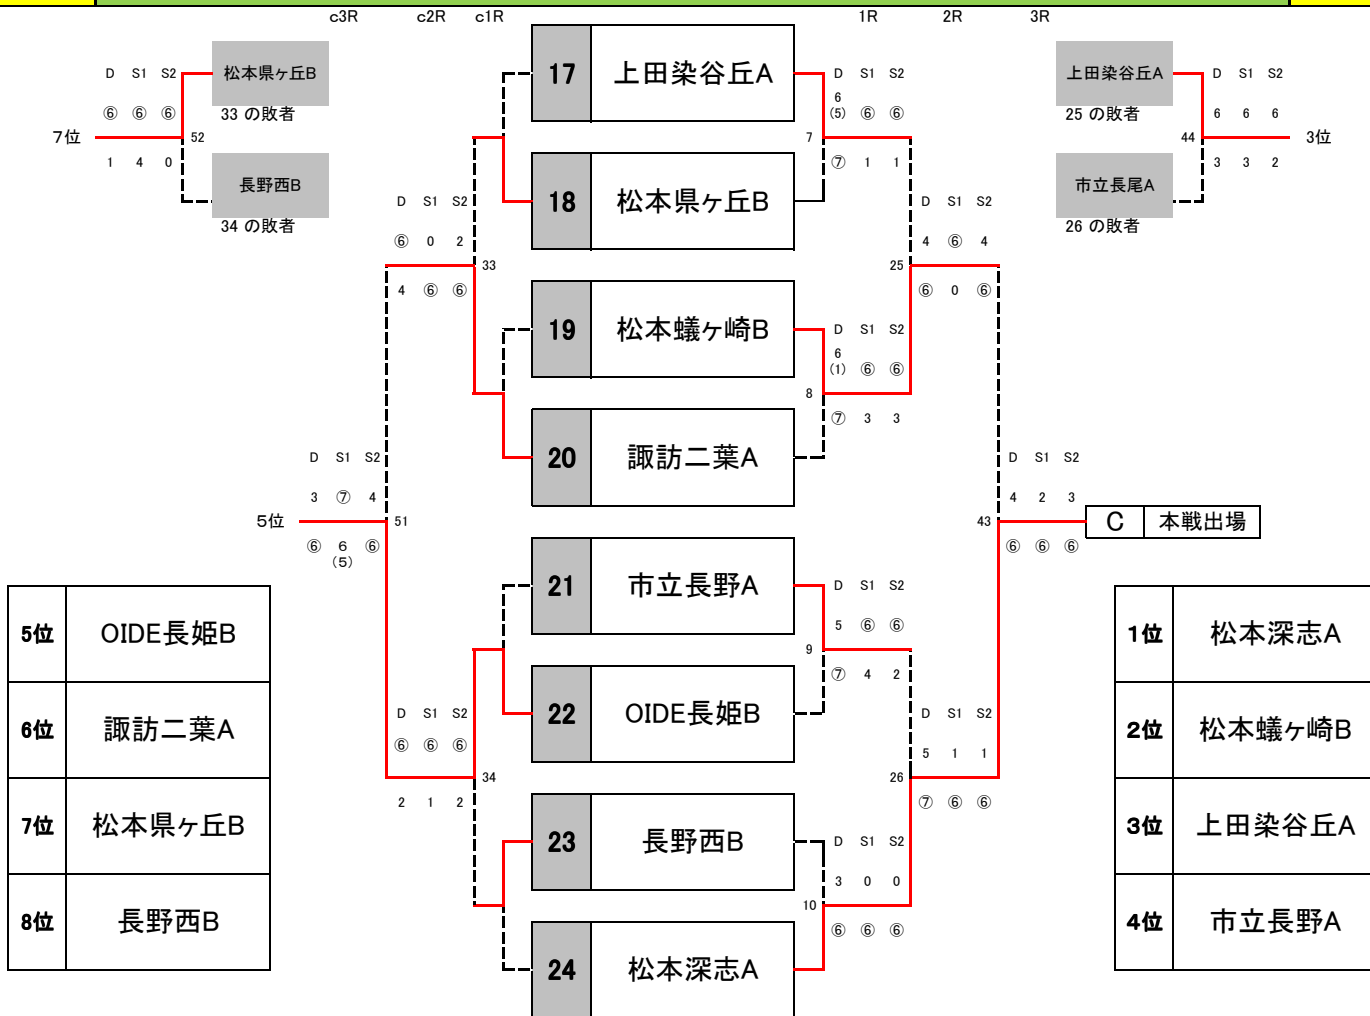 c3R c2R c1R 1R 2R 3R
松本県ヶ丘B
D S1 S2
⑥ ⑥ ⑥
33 の敗者
7位
52
1 4 0
長野西B
34 の敗者
17 上田染谷丘A
D S1 S2
6 ⑥ ⑥
(5)
7
⑦ 1 1
18 松本県ヶ丘B
上田染谷丘A
D S1 S2
25 の敗者
6 6 6
44
3位
3 3 2
市立長尾A
26 の敗者
D S1 S2
⑥ 0 2
33
4 ⑥ ⑥
D S1 S2
4 ⑥ 4
25
⑥ 0 ⑥
19 松本蟻ヶ崎B
D S1 S2
6 ⑥ ⑥
(1)
8
⑦ 3 3
20 諏訪二葉A
D S1 S2
3 ⑦ 4
5位
51
⑥ 6 ⑥
(5)
D S1 S2
4 2 3
43
C 本戦出場
⑥ ⑥ ⑥
21 市立長野A
D S1 S2
5 ⑥ ⑥
9
⑦ 4 2
22 OIDE長姫B
D S1 S2
⑥ ⑥ ⑥
34
2 1 2
D S1 S2
5 1 1
26
⑦ ⑥ ⑥
23 長野西B
D S1 S2
3 0 0
10
⑥ ⑥ ⑥
24 松本深志A
5位 OIDE長姫B
6位 諏訪二葉A
7位 松本県ヶ丘B
8位 長野西B
1位 松本深志A
2位 松本蟻ヶ崎B
3位 上田染谷丘A
4位 市立長野A